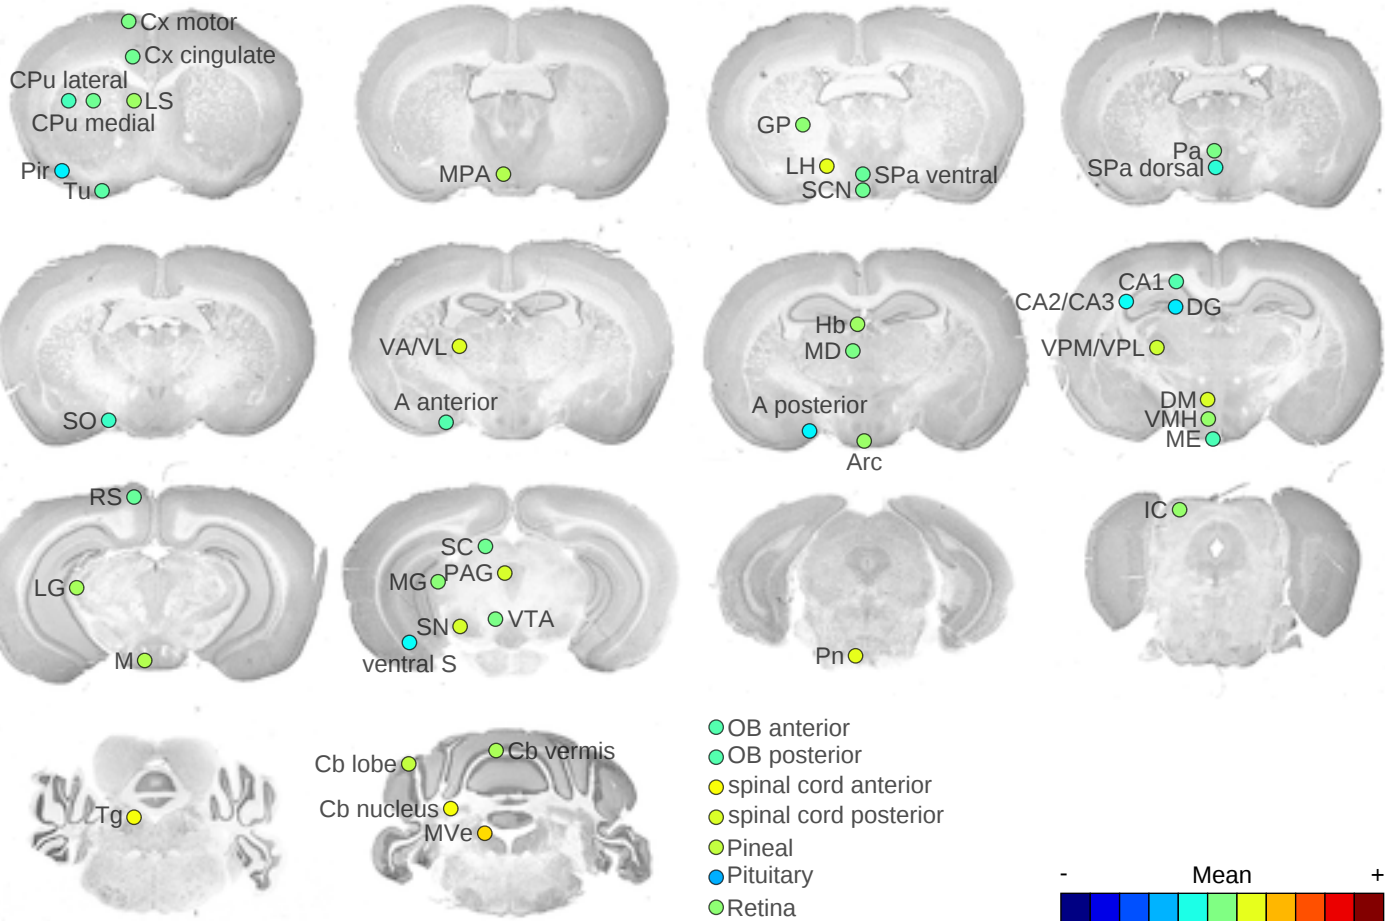 Cx motor
Cx cingulate
CPu lateral
LS
CPu medial
Pir
Tu
MPA
GP
LH
SPa ventral
SCN
Pa
SPa dorsal
SO
VA/VL
A anterior
Hb
MD
A posterior
Arc
CA1
CA2/CA3
DG
VPM/VPL
DM
VMH
ME
RS
LG
M
SC
PAG
MG
VTA
SN
ventral S
Pn
IC
Tg
Cb vermis
Cb lobe
Cb nucleus
MVe
OB anterior
OB posterior
spinal cord anterior
spinal cord posterior
Pineal
Pituitary
Retina
- Mean +